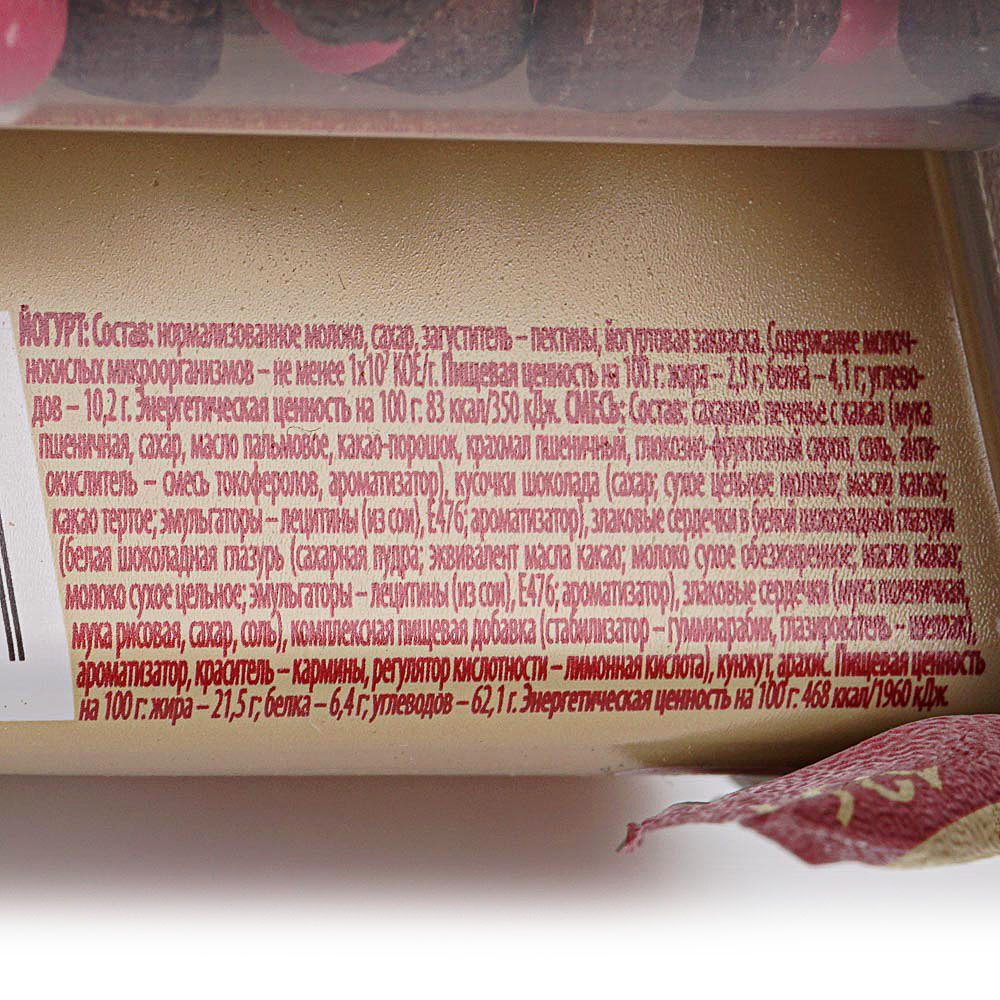 ЙОГУРТ: Состав: нормализованное молоко, сахар, загуститель – пектины, йогуртовая закваска. Содержание молоч-
нокислых микроорганизмов – не менее 1х10⁷ КОЕ/г. Пищевая ценность на 100 г: жира – 2,9 г; белка – 4,1 г; углево-
дов – 10,2 г. Энергетическая ценность на 100 г: 83 ккал/350 кДж. СМЕСЬ: Состав: сахарное печенье с какао (мука
пшеничная, сахар, масло пальмовое, какао-порошок, крахмал пшеничный, глюкозно-фруктозный сироп, соль, анти-
окислитель – смесь токоферолов, ароматизатор), кусочки шоколада (сахар; сухое цельное молоко; масло какао;
какао тертое; эмульгаторы – лецитины (из сои), Е476; ароматизатор), злаковые сердечки в белой шоколадной глазури
(белая шоколадная глазурь (сахарная пудра; эквивалент масла какао; молоко сухое обезжиренное; масло какао;
молоко сухое цельное; эмульгаторы – лецитины (из сои), Е476; ароматизатор), злаковые сердечки (мука пшеничная,
мука рисовая, сахар, соль), комплексная пищевая добавка (стабилизатор – гуммиарабик, глазирователь – шеллак),
ароматизатор, краситель – кармины, регулятор кислотности – лимонная кислота), кунжут, арахис. Пищевая ценность
на 100 г: жира – 21,5 г; белка – 6,4 г; углеводов – 62,1 г. Энергетическая ценность на 100 г: 468 ккал/1960 кДж.